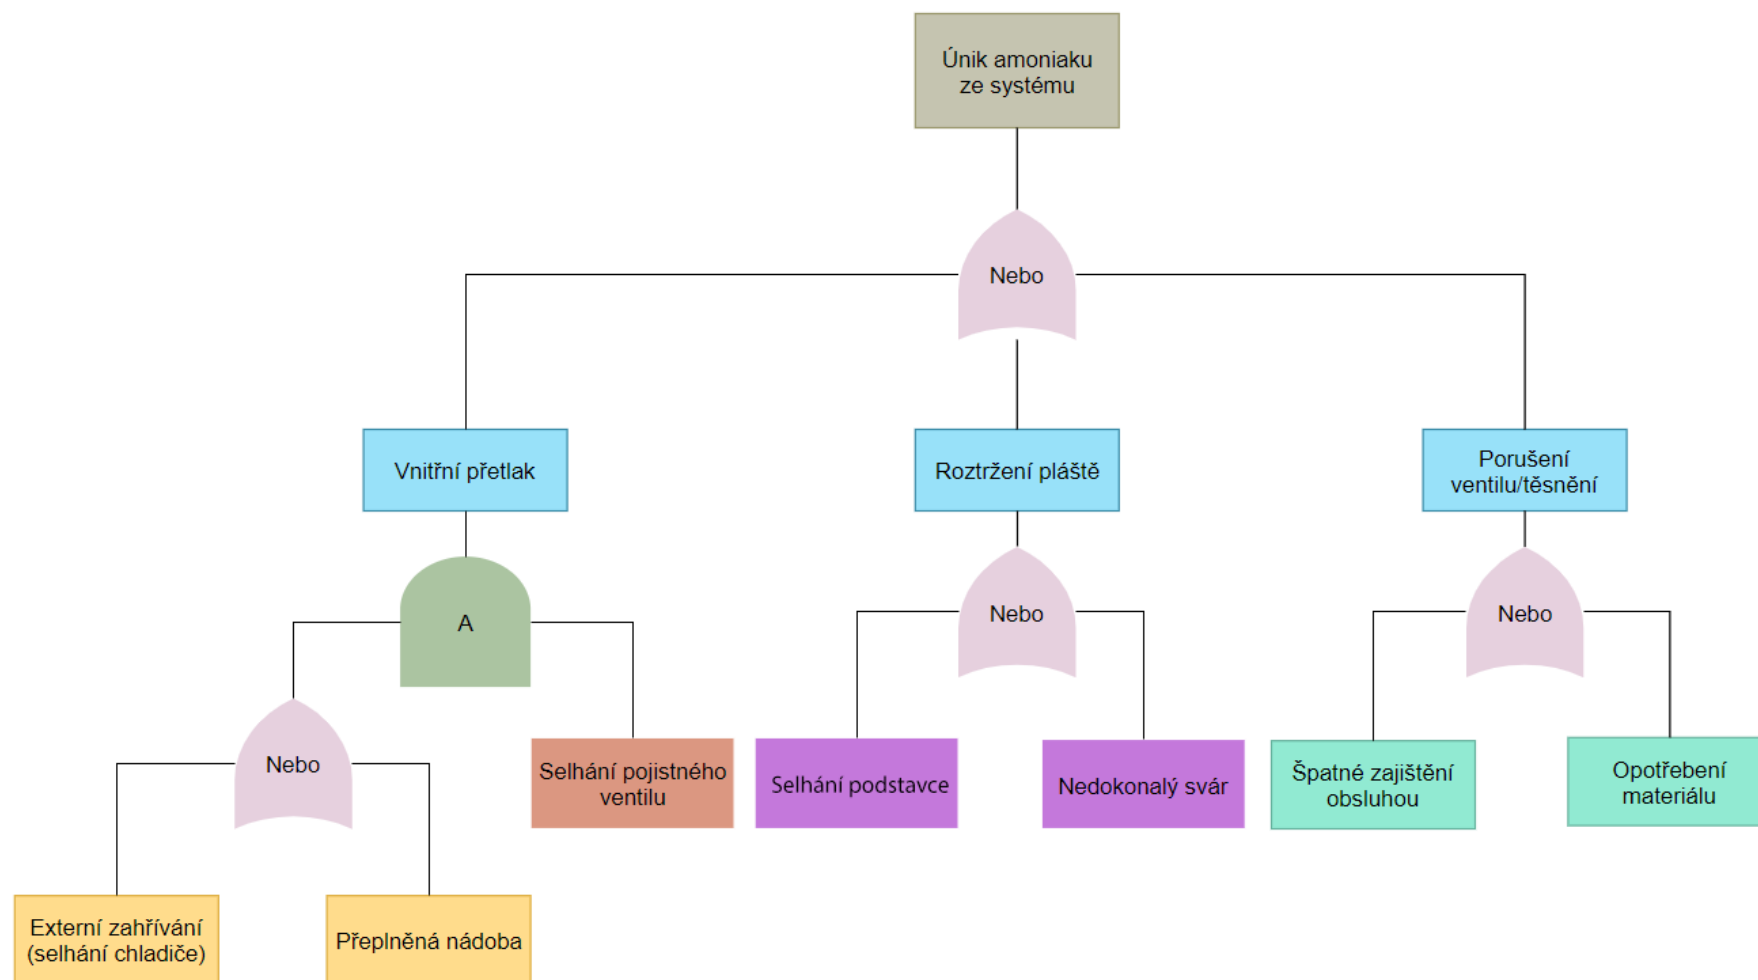 Únik amoniaku
ze systému
Nebo
Vnitřní přetlak
Roztržení pláště
Porušení
ventilu/těsnění
A
Nebo
Nebo
Nebo
Selhání pojistného
ventilu
Selhání podstavce
Nedokonalý svár
Špatné zajištění
obsluhou
Opotřebení
materiálu
Externí zahřívání
(selhání chladiče)
Přeplněná nádoba